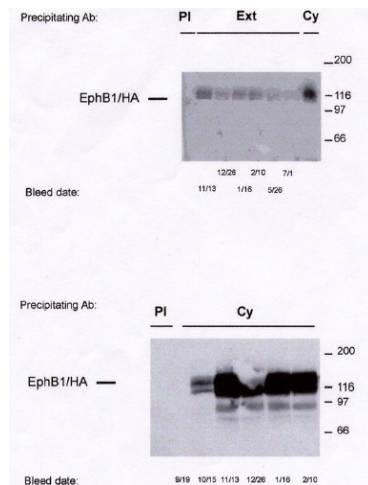 Precipitating Ab: PI Ext Cy
200
EphB1/HA 116
97
66
12/26 2/10 7/1
Bleed date: 11/13 1/16 5/26
Precipitating Ab:
PI Cy
200
EphB1/HA 116
97
66
Bleed date: 9/19 10/15 11/13 12/26 1/16 2/10